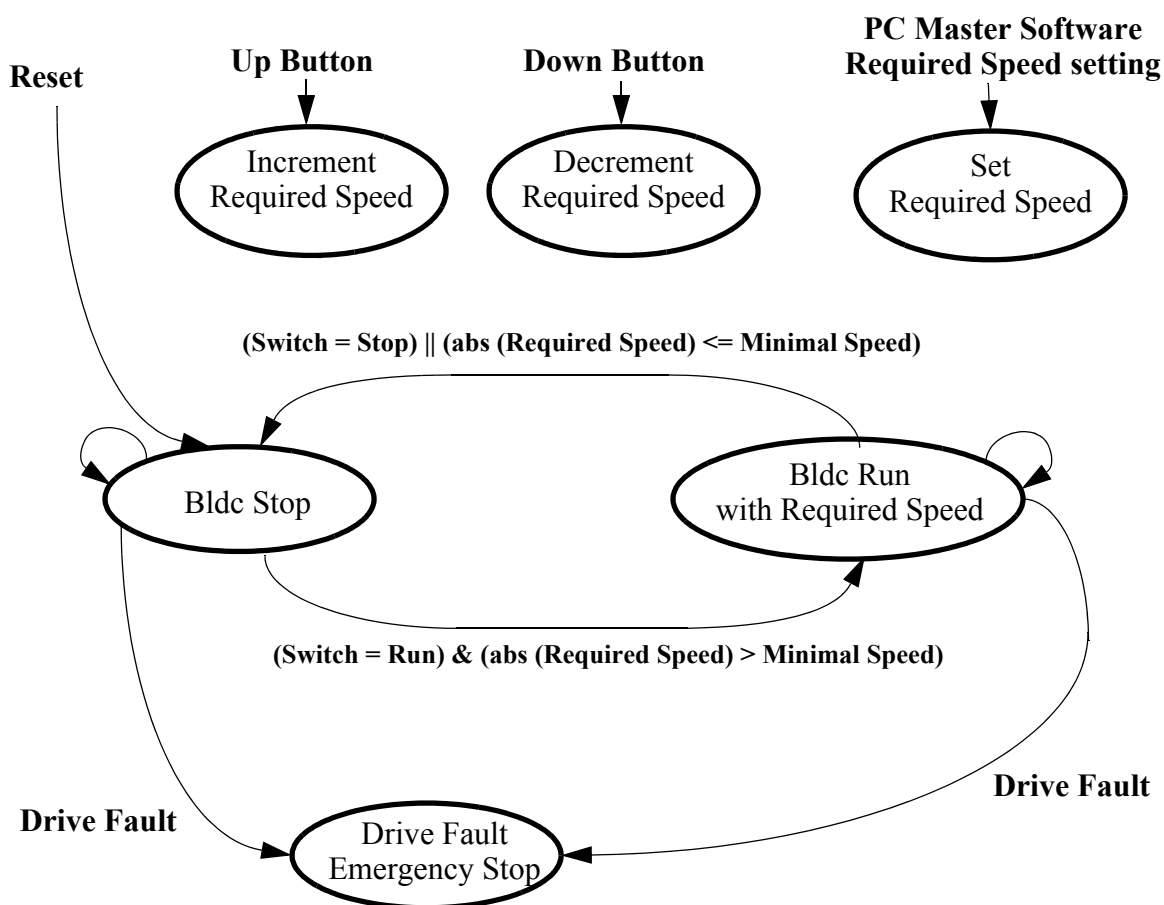 Reset
Up Button
Down Button
PC Master Software
Required Speed setting
Increment
Required Speed
Decrement
Required Speed
Set
Required Speed
(Switch = Stop) || (abs (Required Speed) <= Minimal Speed)
Bldc Stop
Bldc Run
with Required Speed
(Switch = Run) & (abs (Required Speed) > Minimal Speed)
Drive Fault
Drive Fault
Drive Fault
Emergency Stop